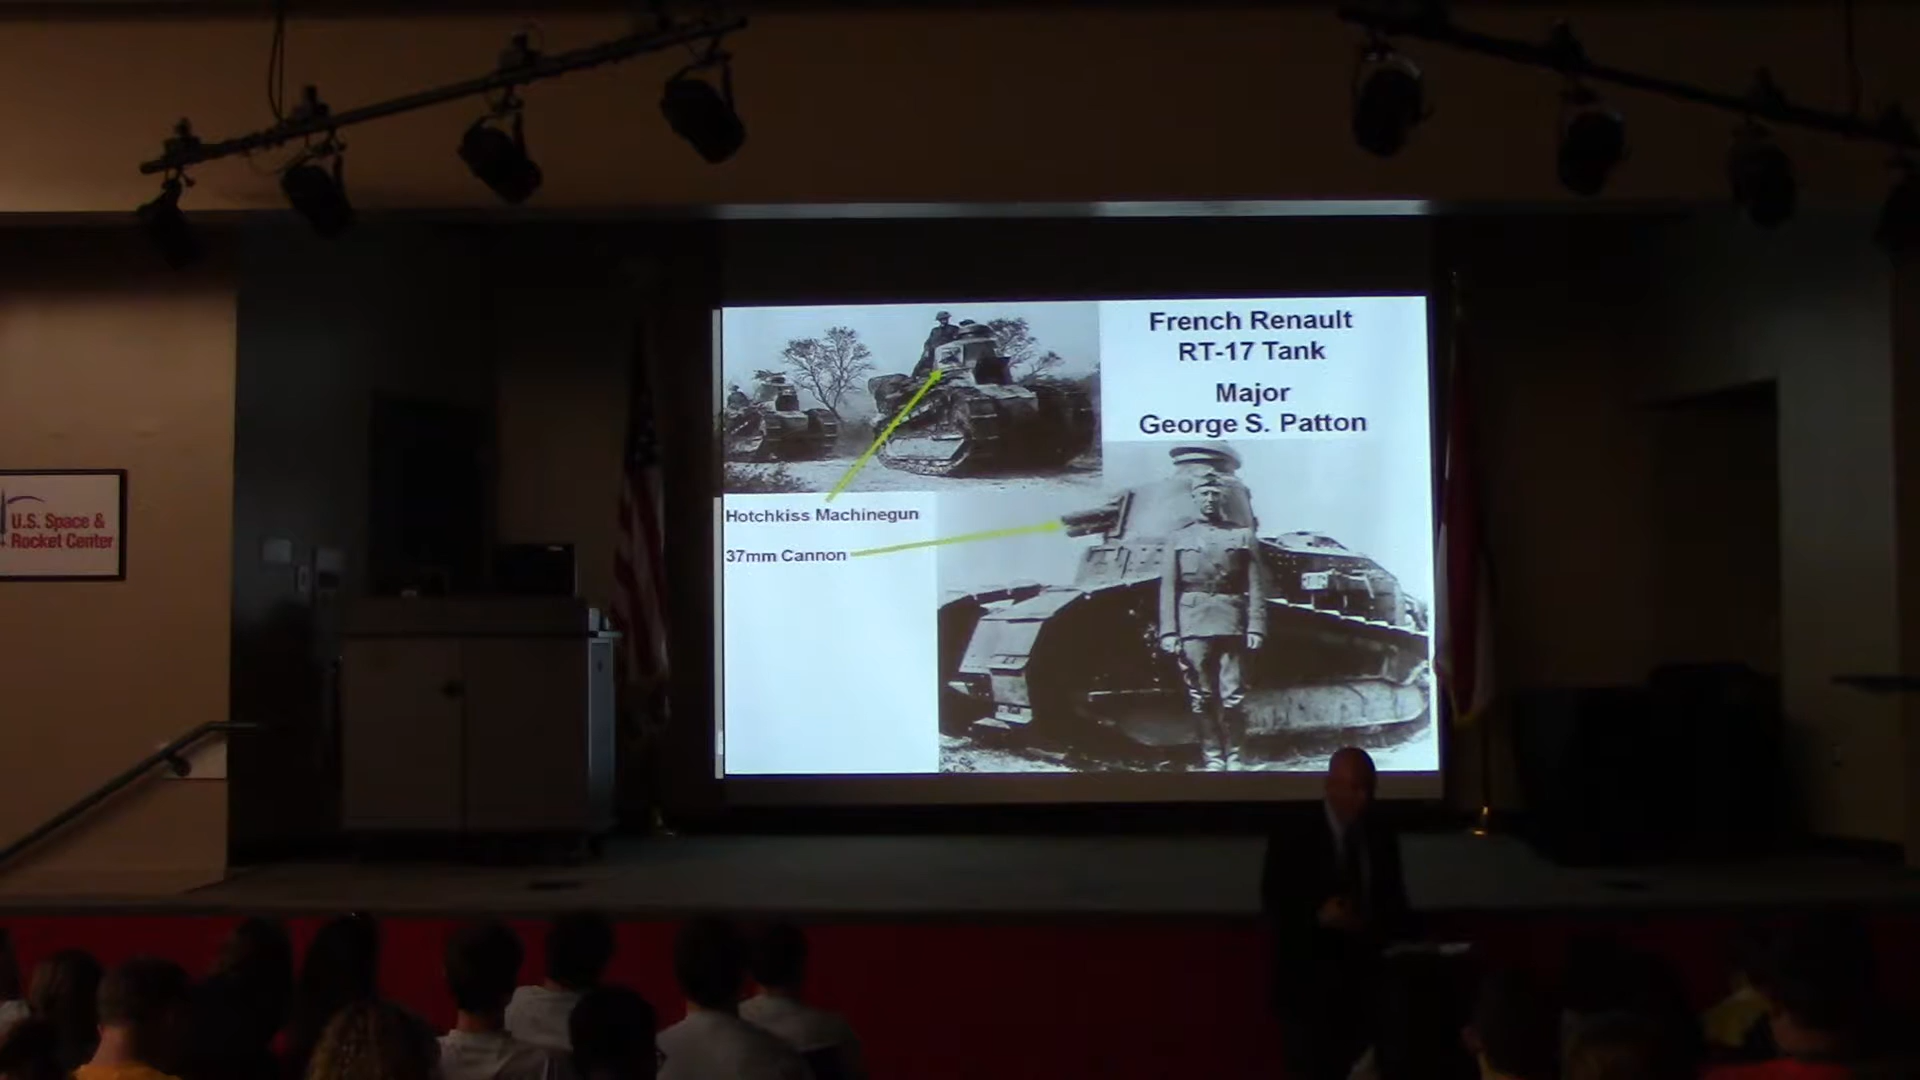 French Renault
RT-17 Tank
Major
George S. Patton
Hotchkiss Machinegun
37mm Cannon
U.S. Space &
Rocket Center